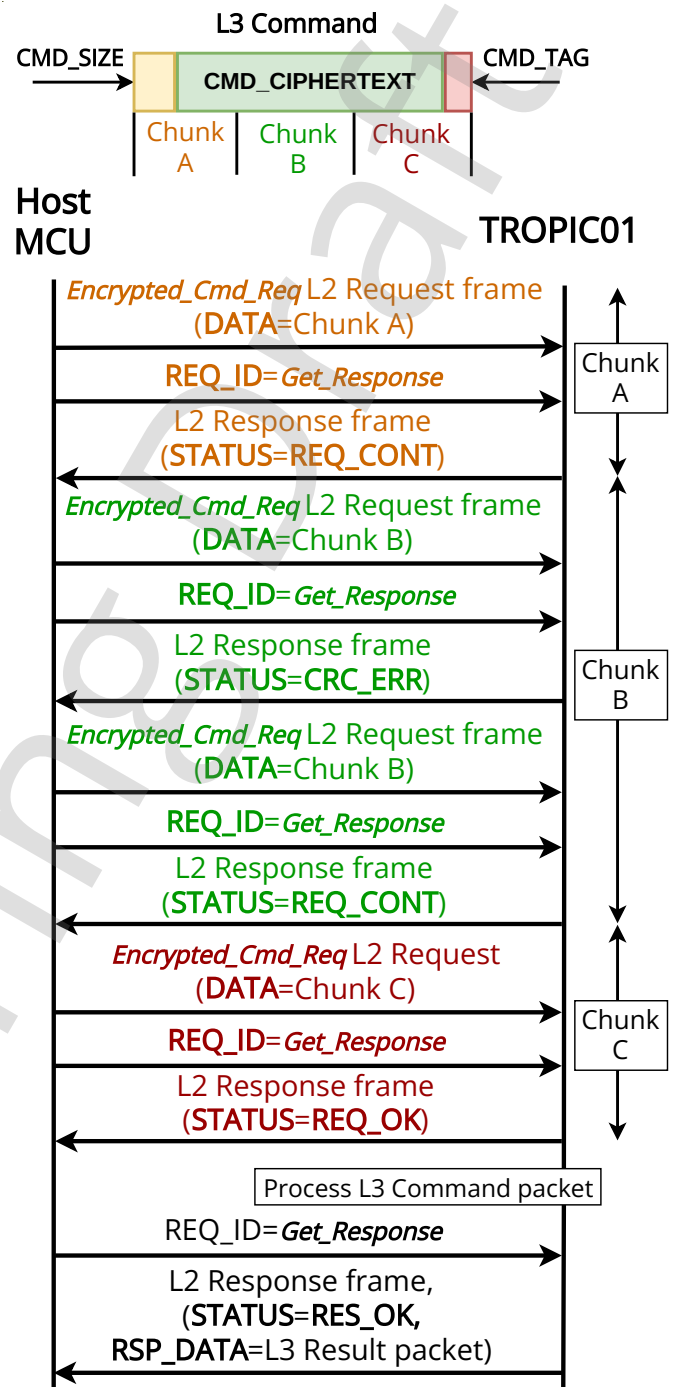 L3 Command
CMD_SIZE
CMD_CIPHERTEXT
CMD_TAG
Chunk
A
Chunk
B
Chunk
C
Host
MCU
TROPIC01
Encrypted_Cmd_Req L2 Request frame
(DATA=Chunk A)
REQ_ID=Get_Response
L2 Response frame
(STATUS=REQ_CONT)
Chunk
A
Encrypted_Cmd_Req L2 Request frame
(DATA=Chunk B)
REQ_ID=Get_Response
L2 Response frame
(STATUS=CRC_ERR)
Encrypted_Cmd_Req L2 Request frame
(DATA=Chunk B)
REQ_ID=Get_Response
L2 Response frame
(STATUS=REQ_CONT)
Chunk
B
Encrypted_Cmd_Req L2 Request
(DATA=Chunk C)
REQ_ID=Get_Response
L2 Response frame
(STATUS=REQ_OK)
Chunk
C
Process L3 Command packet
REQ_ID=Get_Response
L2 Response frame,
(STATUS=RES_OK,
RSP_DATA=L3 Result packet)
ng Draft